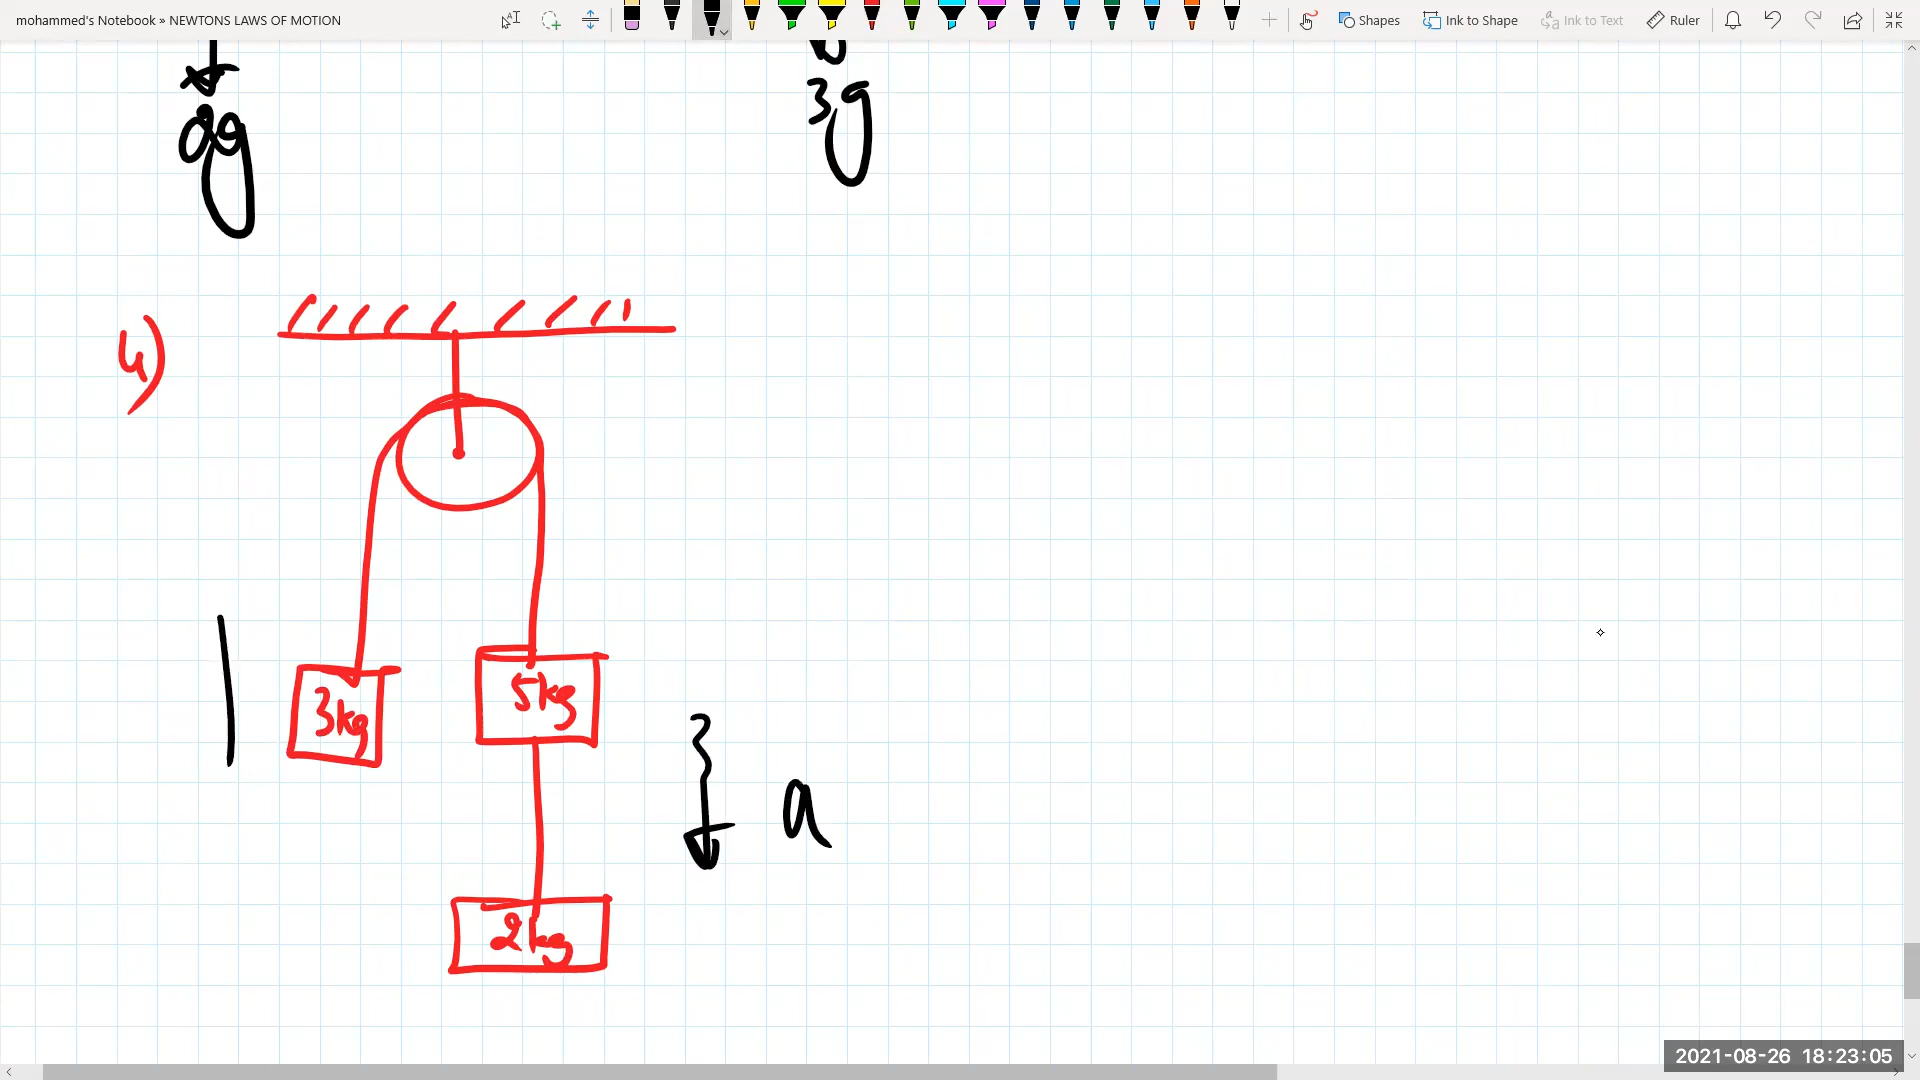 mohammed's Notebook » NEWTONS LAWS OF MOTION
Shapes
Ink to Shape
Ink to Text
Ruler
2g
3g
4)
3kg
5kg
a
2kg
2021-08-26 18:23:05